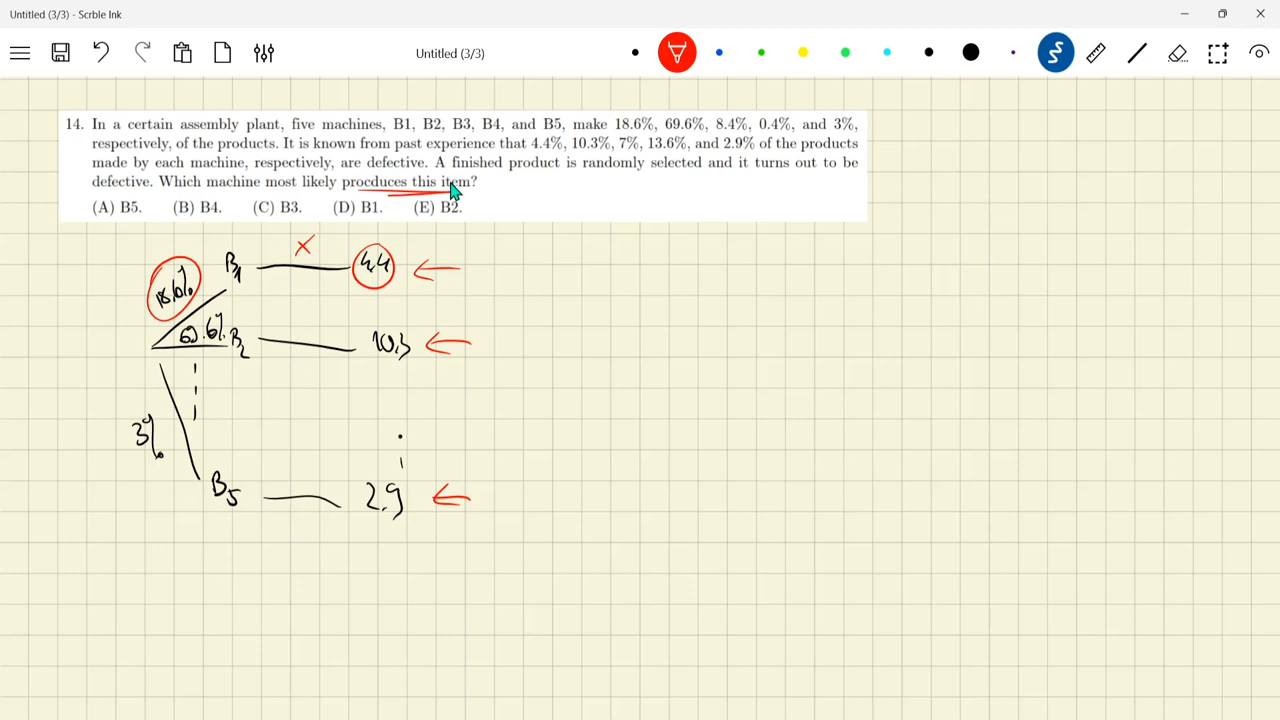 Untitled (3/3) - Scrble Ink
Untitled (3/3)
14. In a certain assembly plant, five machines, B1, B2, B3, B4, and B5, make 18.6%, 69.6%, 8.4%, 0.4%, and 3%,
respectively, of the products. It is known from past experience that 4.4%, 10.3%, 7%, 13.6%, and 2.9% of the products
made by each machine, respectively, are defective. A finished product is randomly selected and it turns out to be
defective. Which machine most likely procduces this item?
(A) B5. (B) B4. (C) B3. (D) B1. (E) B2.
18.6% B1 × 4.4
69.6% B2 10.3
3%
B5 2.9